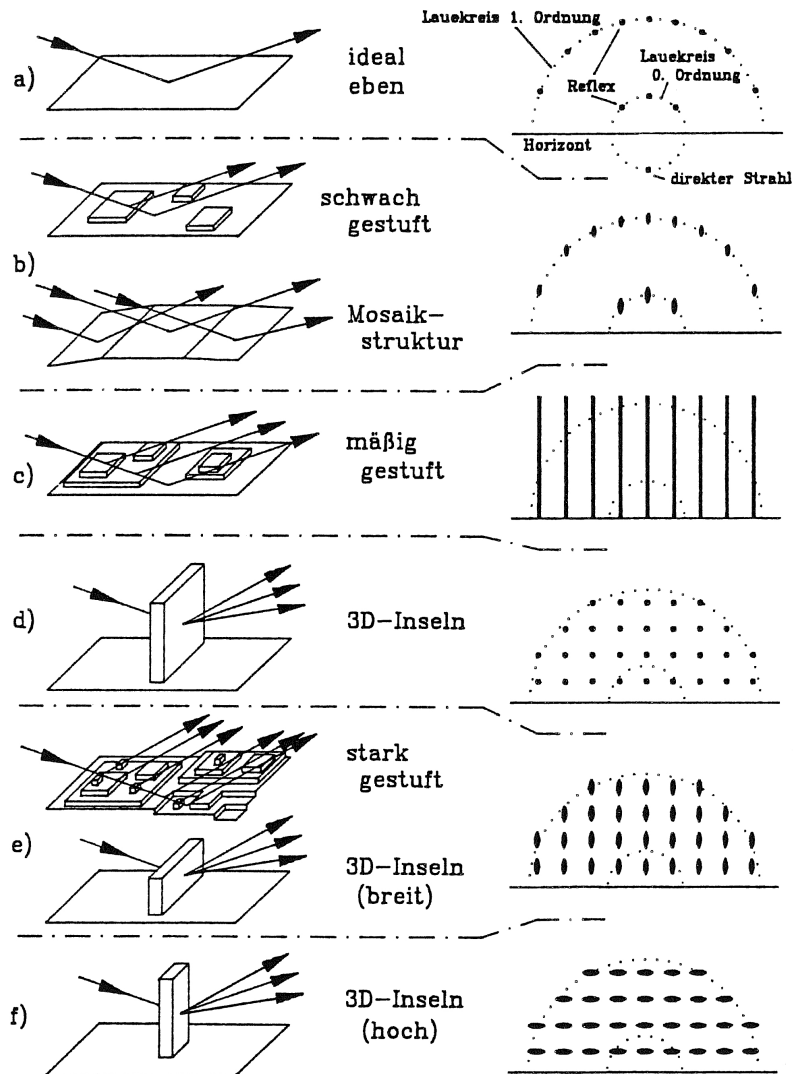 a)
ideal
eben
Lauekreis 1. Ordnung
Lauekreis
0. Ordnung
Reflex
Horizont
direkter Strahl
b)
schwach
gestuft
Mosaik-
struktur
c)
mäßig
gestuft
d)
3D-Inseln
e)
stark
gestuft
3D-Inseln
(breit)
f)
3D-Inseln
(hoch)